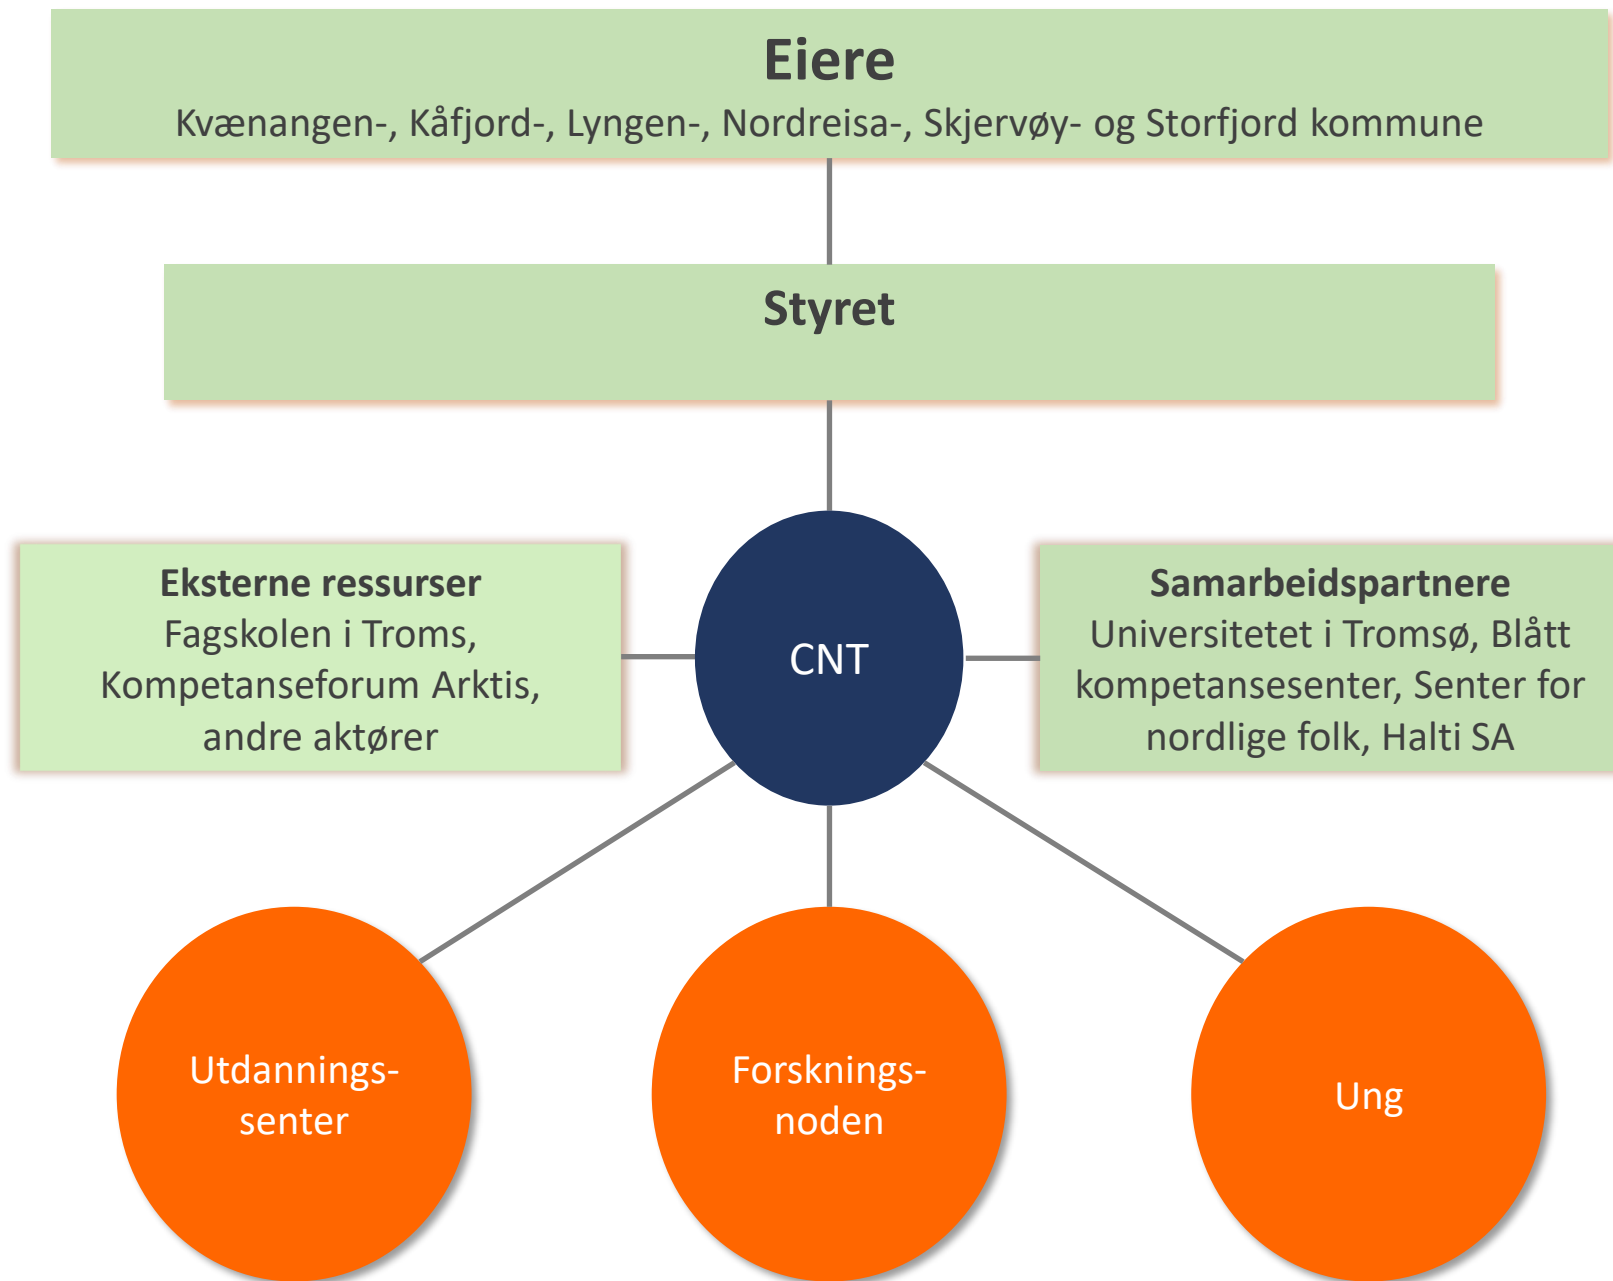 Eiere
Kvænangen-, Kåfjord-, Lyngen-, Nordreisa-, Skjervøy- og Storfjord kommune
Styret
Eksterne ressurser
Fagskolen i Troms,
Kompetanseforum Arktis,
andre aktører
CNT
Samarbeidspartnere
Universitetet i Tromsø, Blått
kompetansesenter, Senter for
nordlige folk, Halti SA
Utdannings-
senter
Forsknings-
noden
Ung